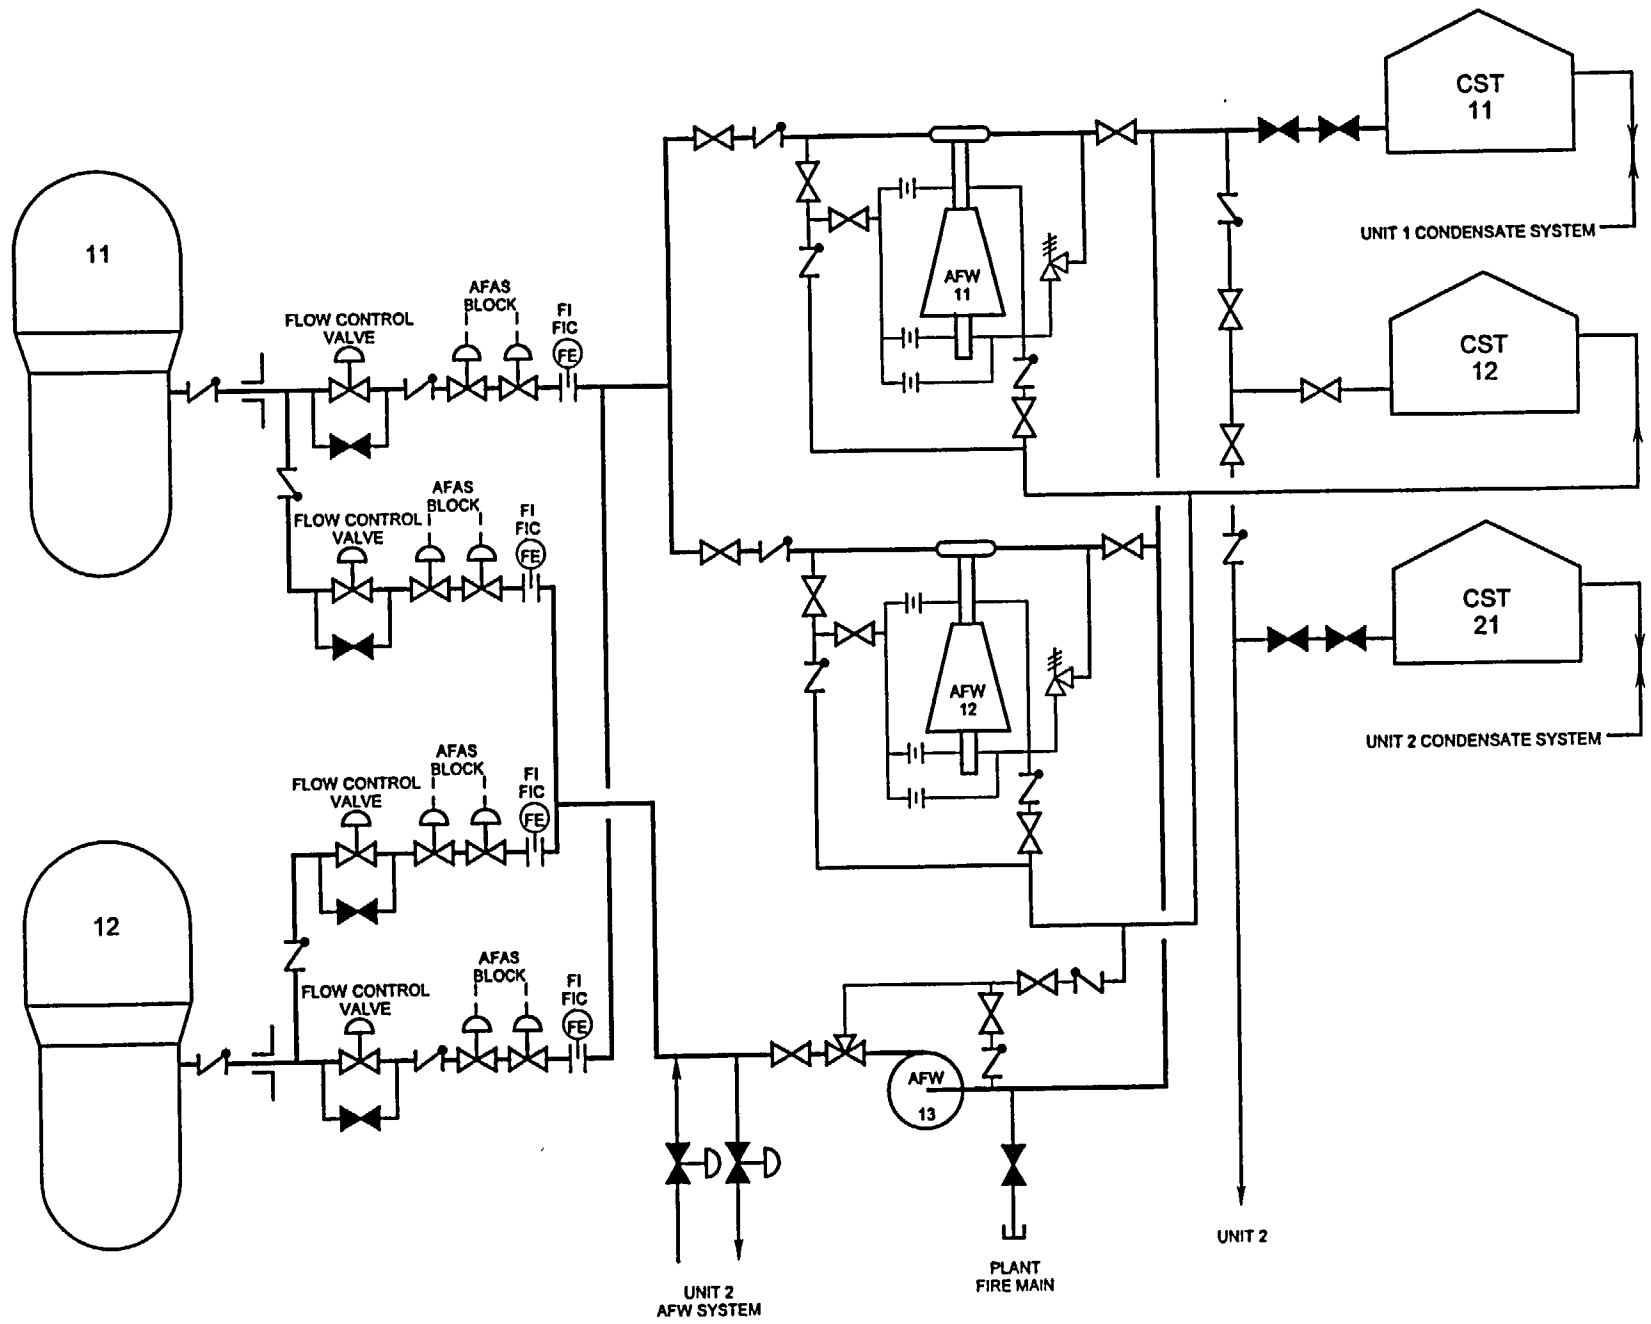 CST
11
UNIT 1 CONDENSATE SYSTEM
11
AFW
11
AFAS
BLOCK
FI
FIC
FE
FLOW CONTROL
VALVE
CST
12
AFAS
BLOCK
FI
FIC
FE
FLOW CONTROL
VALVE
CST
21
AFW
12
UNIT 2 CONDENSATE SYSTEM
AFAS
BLOCK
FI
FIC
FE
FLOW CONTROL
VALVE
12
AFAS
BLOCK
FI
FIC
FE
FLOW CONTROL
VALVE
AFW
13
UNIT 2
PLANT
FIRE MAIN
UNIT 2
AFW SYSTEM